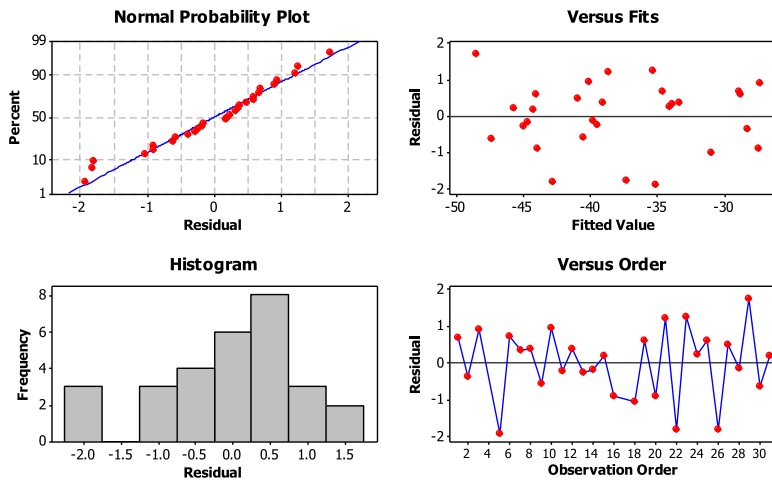 Normal Probability Plot
99
90
50
10
1
Percent
-2 -1 0 1 2
Residual
Versus Fits
2
1
0
-1
-2
Residual
-50 -45 -40 -35 -30
Fitted Value
Histogram
8
6
4
2
0
Frequency
-2.0 -1.5 -1.0 -0.5 0.0 0.5 1.0 1.5
Residual
Versus Order
2
1
0
-1
-2
Residual
2 4 6 8 10 12 14 16 18 20 22 24 26 28 30
Observation Order